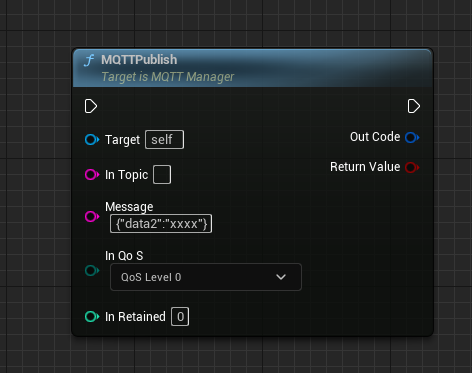 f MQTTPublish
Target is MQTT Manager
Target self
Out Code
In Topic
Return Value
Message
{"data2":"xxxx"}
In Qo S
QoS Level 0
In Retained 0